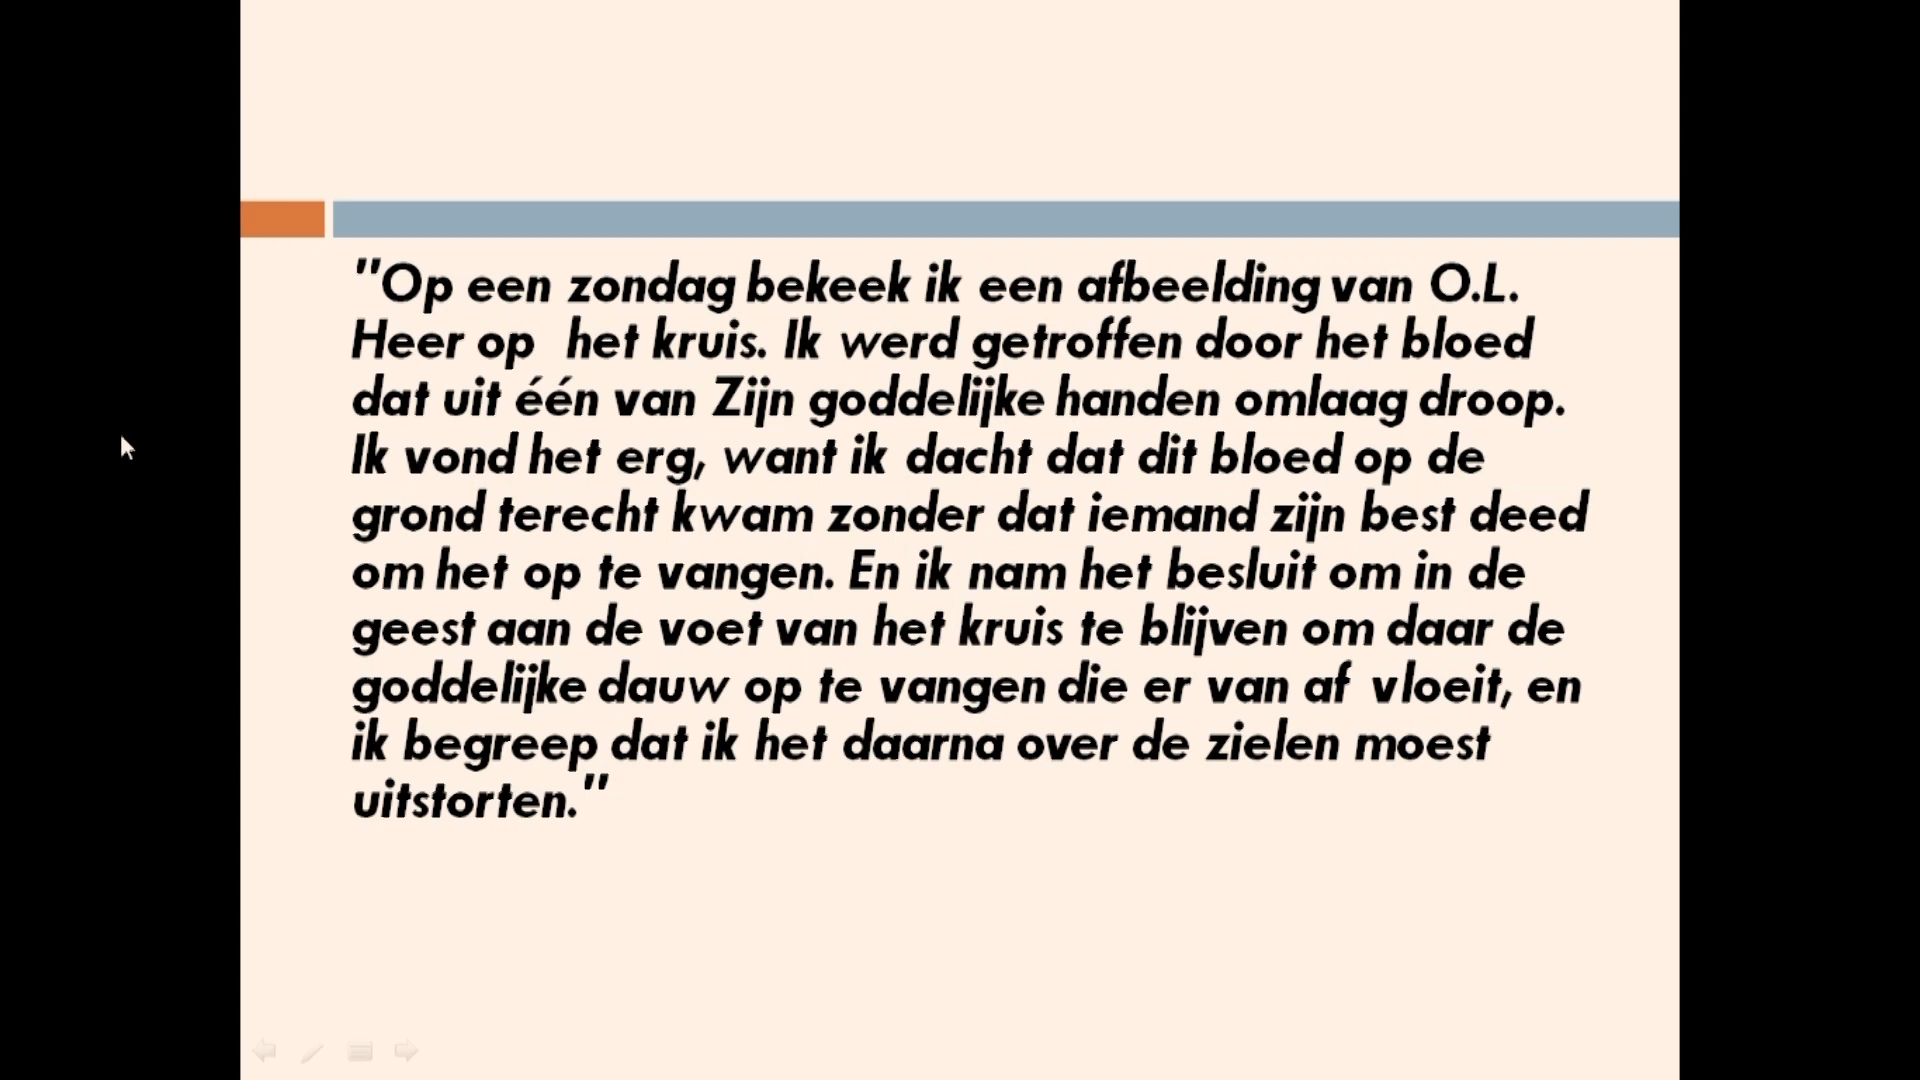 "Op een zondag bekeek ik een afbeelding van O.L.
Heer op het kruis. Ik werd getroffen door het bloed
dat uit één van Zijn goddelijke handen omlaag droop.
Ik vond het erg, want ik dacht dat dit bloed op de
grond terecht kwam zonder dat iemand zijn best deed
om het op te vangen. En ik nam het besluit om in de
geest aan de voet van het kruis te blijven om daar de
goddelijke dauw op te vangen die er van af vloeit, en
ik begreep dat ik het daarna over de zielen moest
uitstorten."